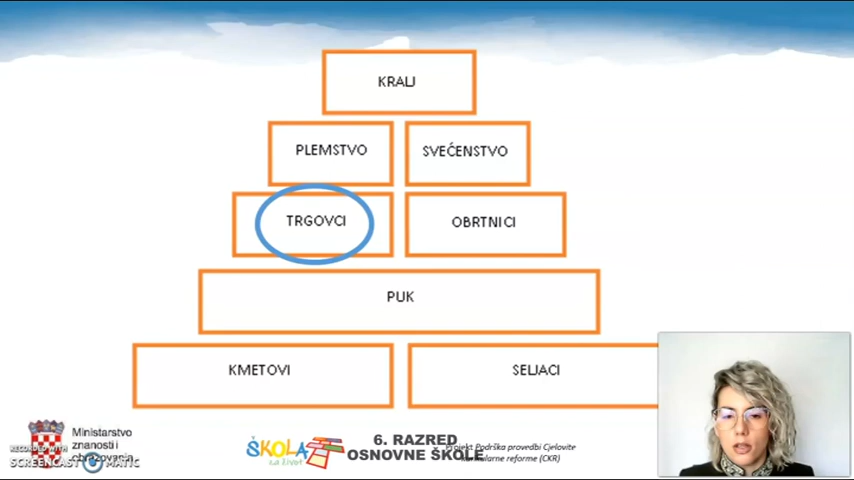 KRALJ
PLEMSTVO
SVEĆENSTVO
TRGOVCI
OBRTNICI
PUK
KMETOVI
SELJACI
Ministarstvo
znanosti i
obrazovanja
RECORDED WITH
SCREENCAST MATIC
ŠKOLA
za život
6. RAZRED
OSNOVNE ŠKOLE
Projekt Podrška provedbi Cjelovite
kurikularne reforme (CKR)